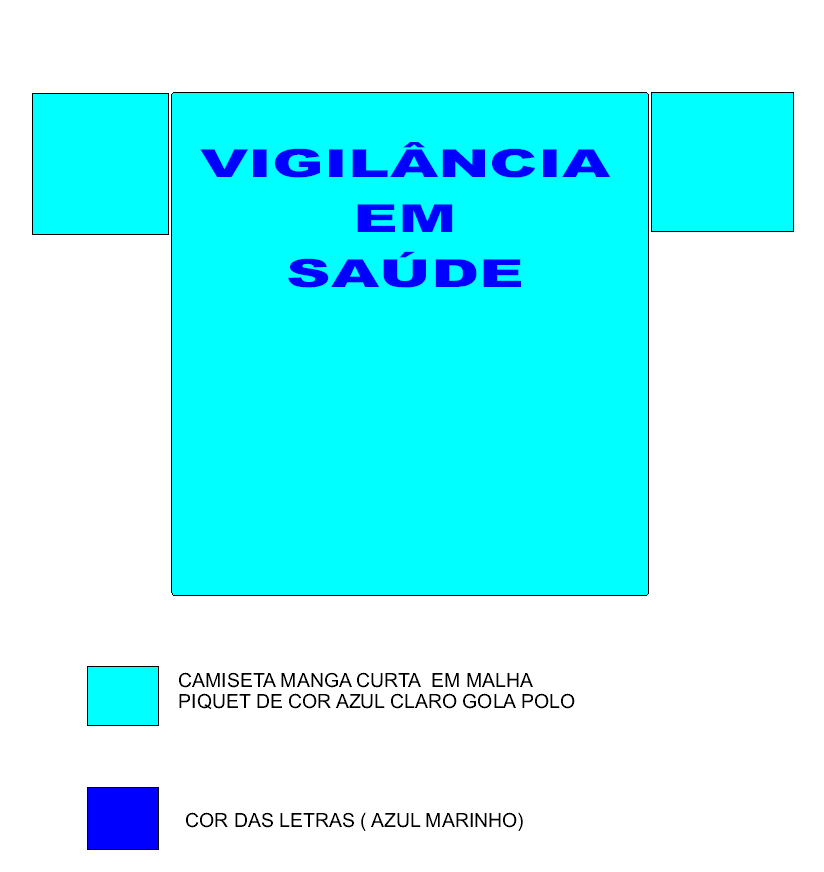 VIGILÂNCIA
EM
SAÚDE
CAMISETA MANGA CURTA  EM MALHA
PIQUET DE COR AZUL CLARO GOLA POLO
COR DAS LETRAS ( AZUL MARINHO)